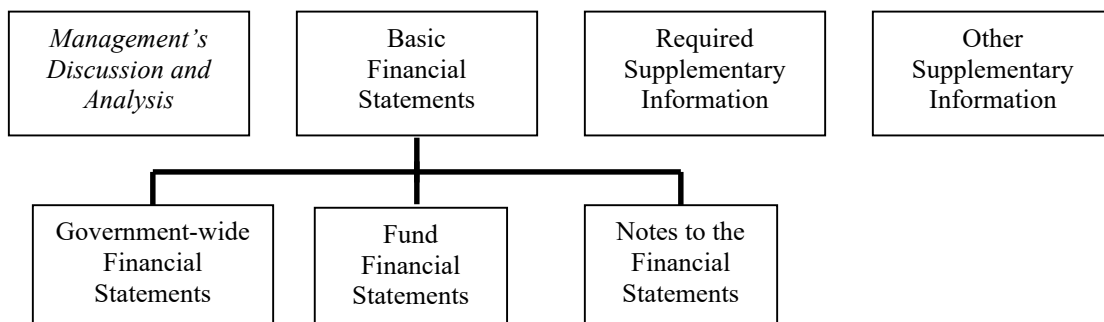 Management’s
Discussion and
Analysis
Basic
Financial
Statements
Required
Supplementary
Information
Other
Supplementary
Information
Government-wide
Financial
Statements
Fund
Financial
Statements
Notes to the
Financial
Statements